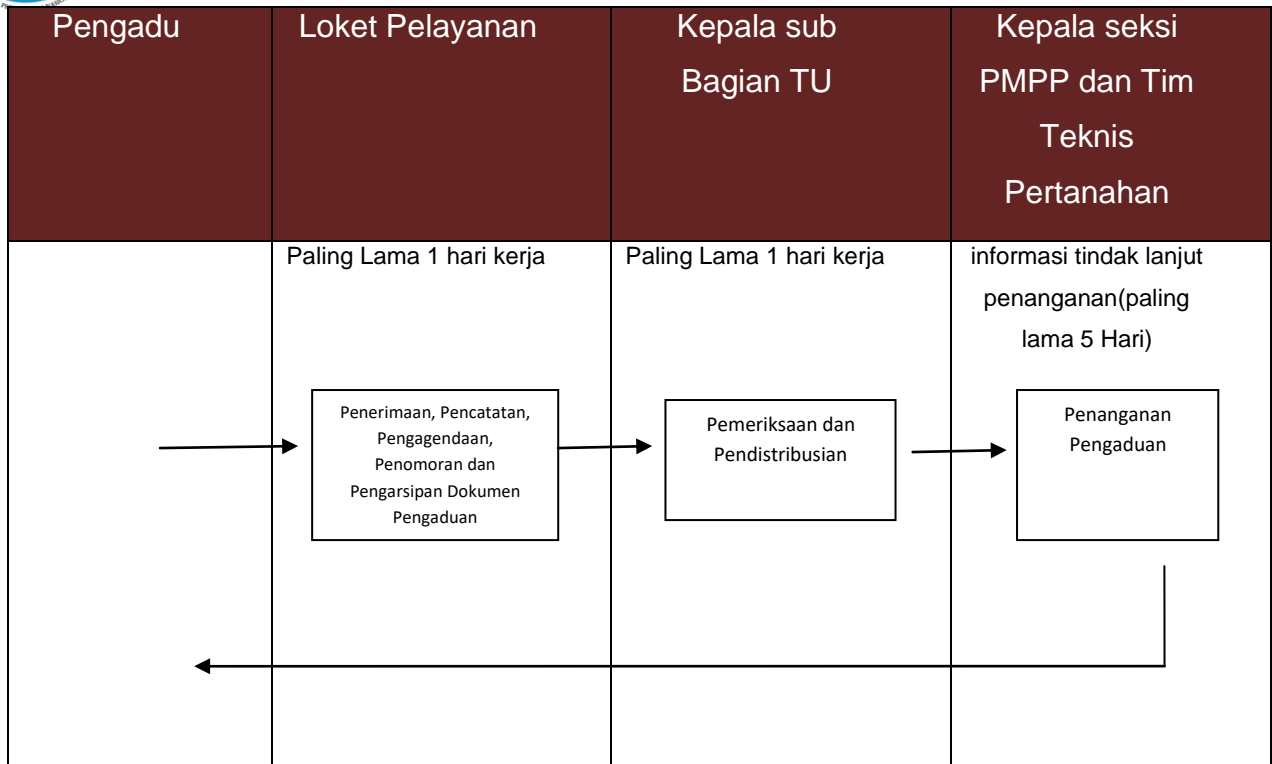 Pengadu
Loket Pelayanan
Kepala sub
Bagian TU
Kepala seksi
PMPP dan Tim
Teknis
Pertanahan
Paling Lama 1 hari kerja
Paling Lama 1 hari kerja
informasi tindak lanjut
penanganan(paling
lama 5 Hari)
Penerimaan, Pencatatan,
Pengagendaan,
Penomoran dan
Pengarsipan Dokumen
Pengaduan
Pemeriksaan dan
Pendistribusian
Penanganan
Pengaduan